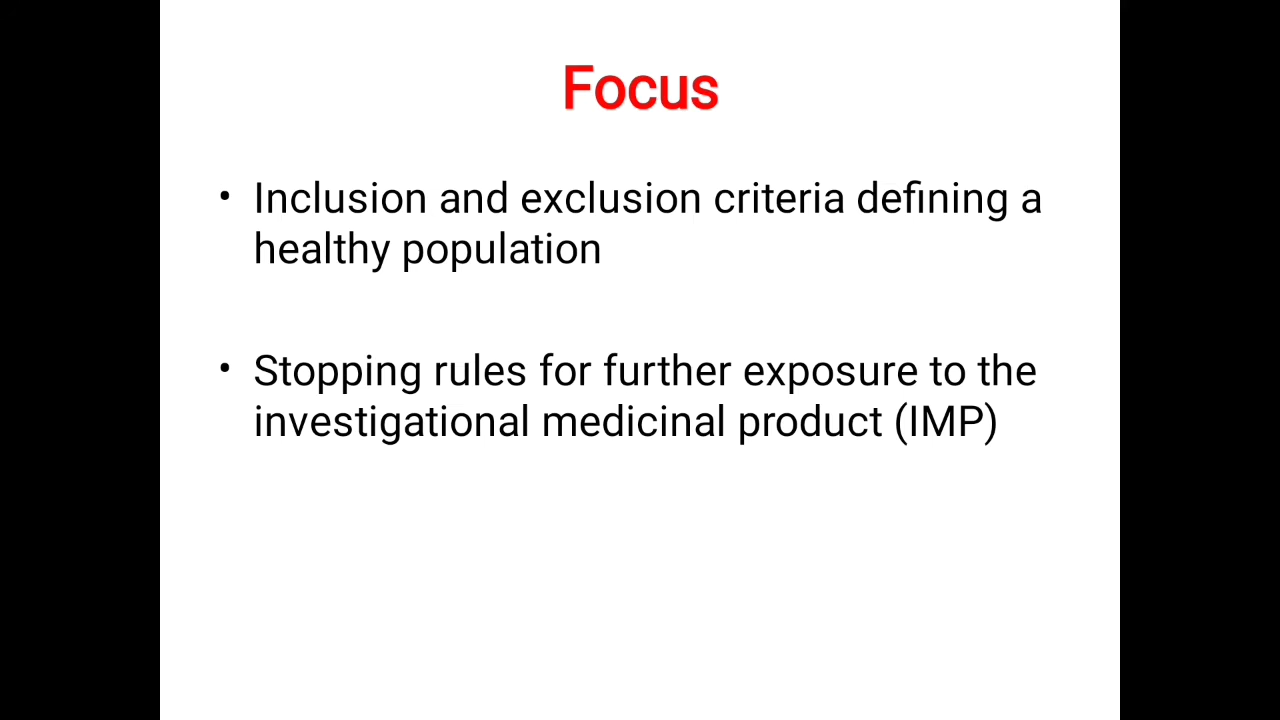 Focus
• Inclusion and exclusion criteria defining a
healthy population
• Stopping rules for further exposure to the
investigational medicinal product (IMP)